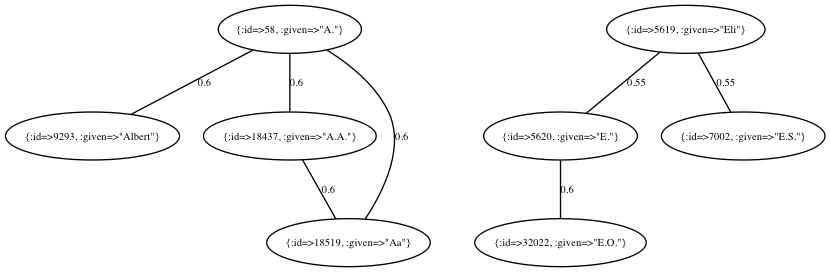 {:id=>58, :given=>"A."}
{:id=>5619, :given=>"Eli"}
0.6
0.6
0.55
0.55
{:id=>9293, :given=>"Albert"}
{:id=>18437, :given=>"A.A."}
0.6
{:id=>5620, :given=>"E."}
{:id=>7002, :given=>"E.S."}
0.6
0.6
{:id=>18519, :given=>"Aa"}
{:id=>32022, :given=>"E.O."}